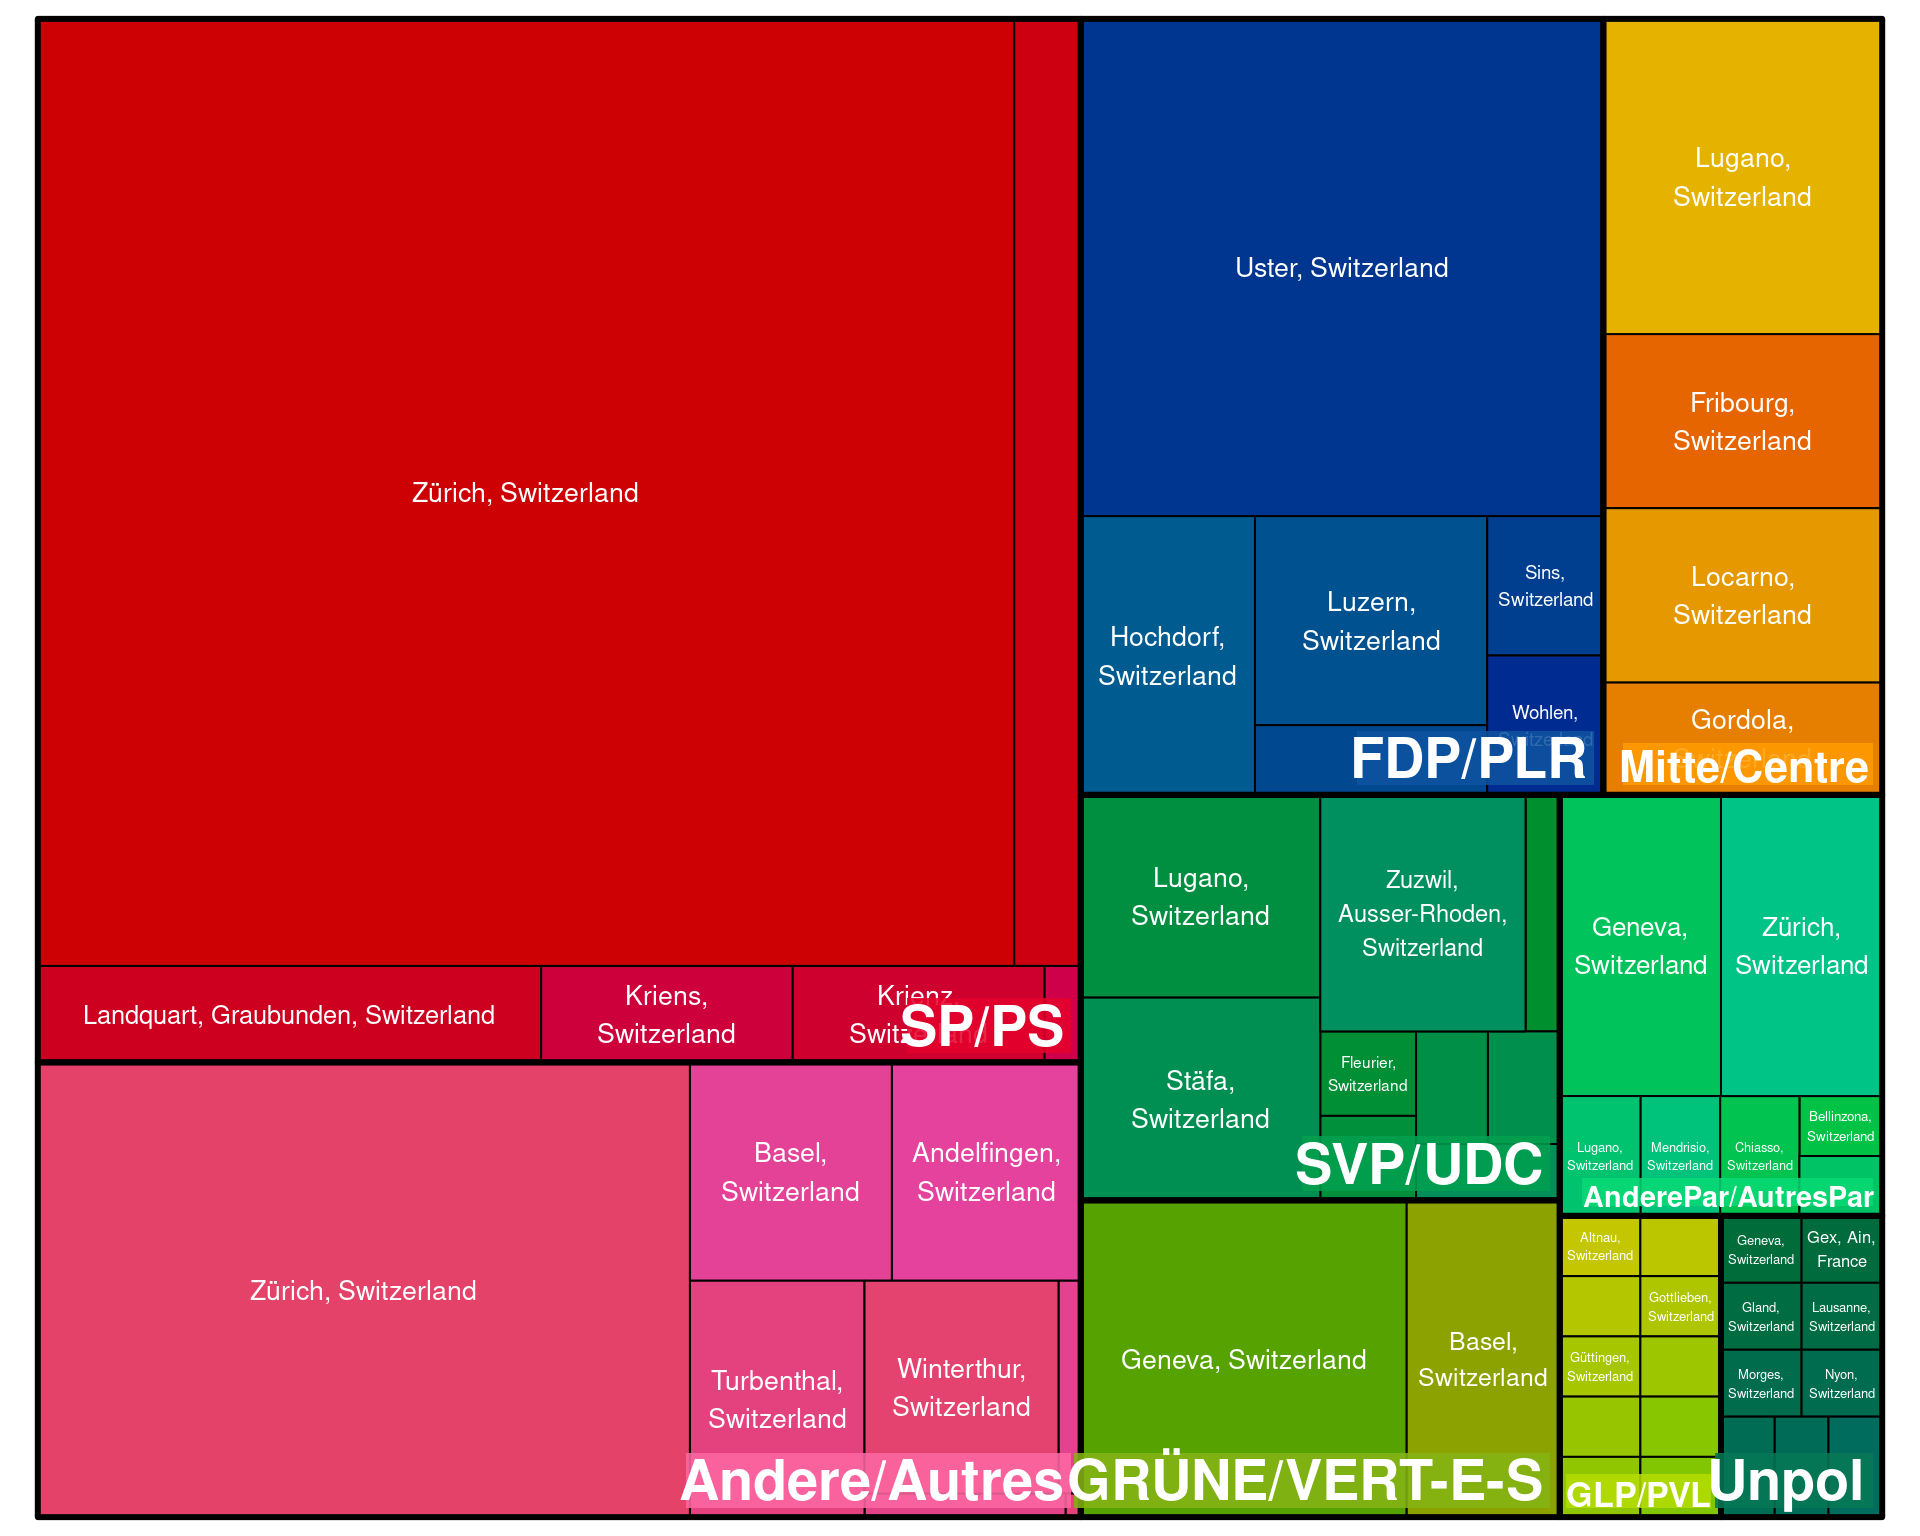 Zürich, Switzerland
Landquart, Graubunden, Switzerland
Kriens,
Switzerland
Krienz,
Switzerland
SP/PS
Uster, Switzerland
Hochdorf,
Switzerland
Luzern,
Switzerland
Sins,
Switzerland
Wohlen,
Switzerland
FDP/PLR
Lugano,
Switzerland
Fribourg,
Switzerland
Locarno,
Switzerland
Gordola,
Switzerland
Mitte/Centre
Zürich, Switzerland
Basel,
Switzerland
Andelfingen,
Switzerland
Turbenthal,
Switzerland
Winterthur,
Switzerland
Andere/Autres
Lugano,
Switzerland
Zuzwil,
Ausser-Rhoden,
Switzerland
Stäfa,
Switzerland
Fleurier,
Switzerland
SVP/UDC
Geneva,
Switzerland
Zürich,
Switzerland
Lugano,
Switzerland
Mendrisio,
Switzerland
Chiasso,
Switzerland
Bellinzona,
Switzerland
AnderePar/AutresPar
Geneva, Switzerland
Basel,
Switzerland
GRÜNE/VERT-E-S
Altnau,
Switzerland
Gottlieben,
Switzerland
Güttingen,
Switzerland
GLP/PVL
Geneva,
Switzerland
Gex, Ain,
France
Gland,
Switzerland
Lausanne,
Switzerland
Morges,
Switzerland
Nyon,
Switzerland
Unpol